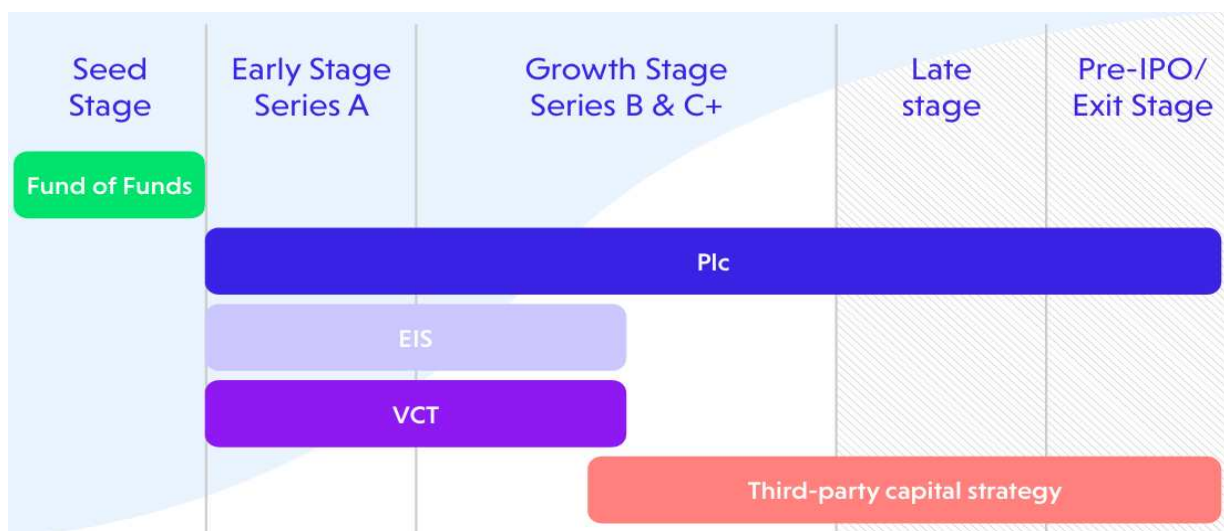 Seed
Stage
Early Stage
Series A
Growth Stage
Series B & C+
Late
stage
Pre-IPO/
Exit Stage
Fund of Funds
Plc
EIS
VCT
Third-party capital strategy